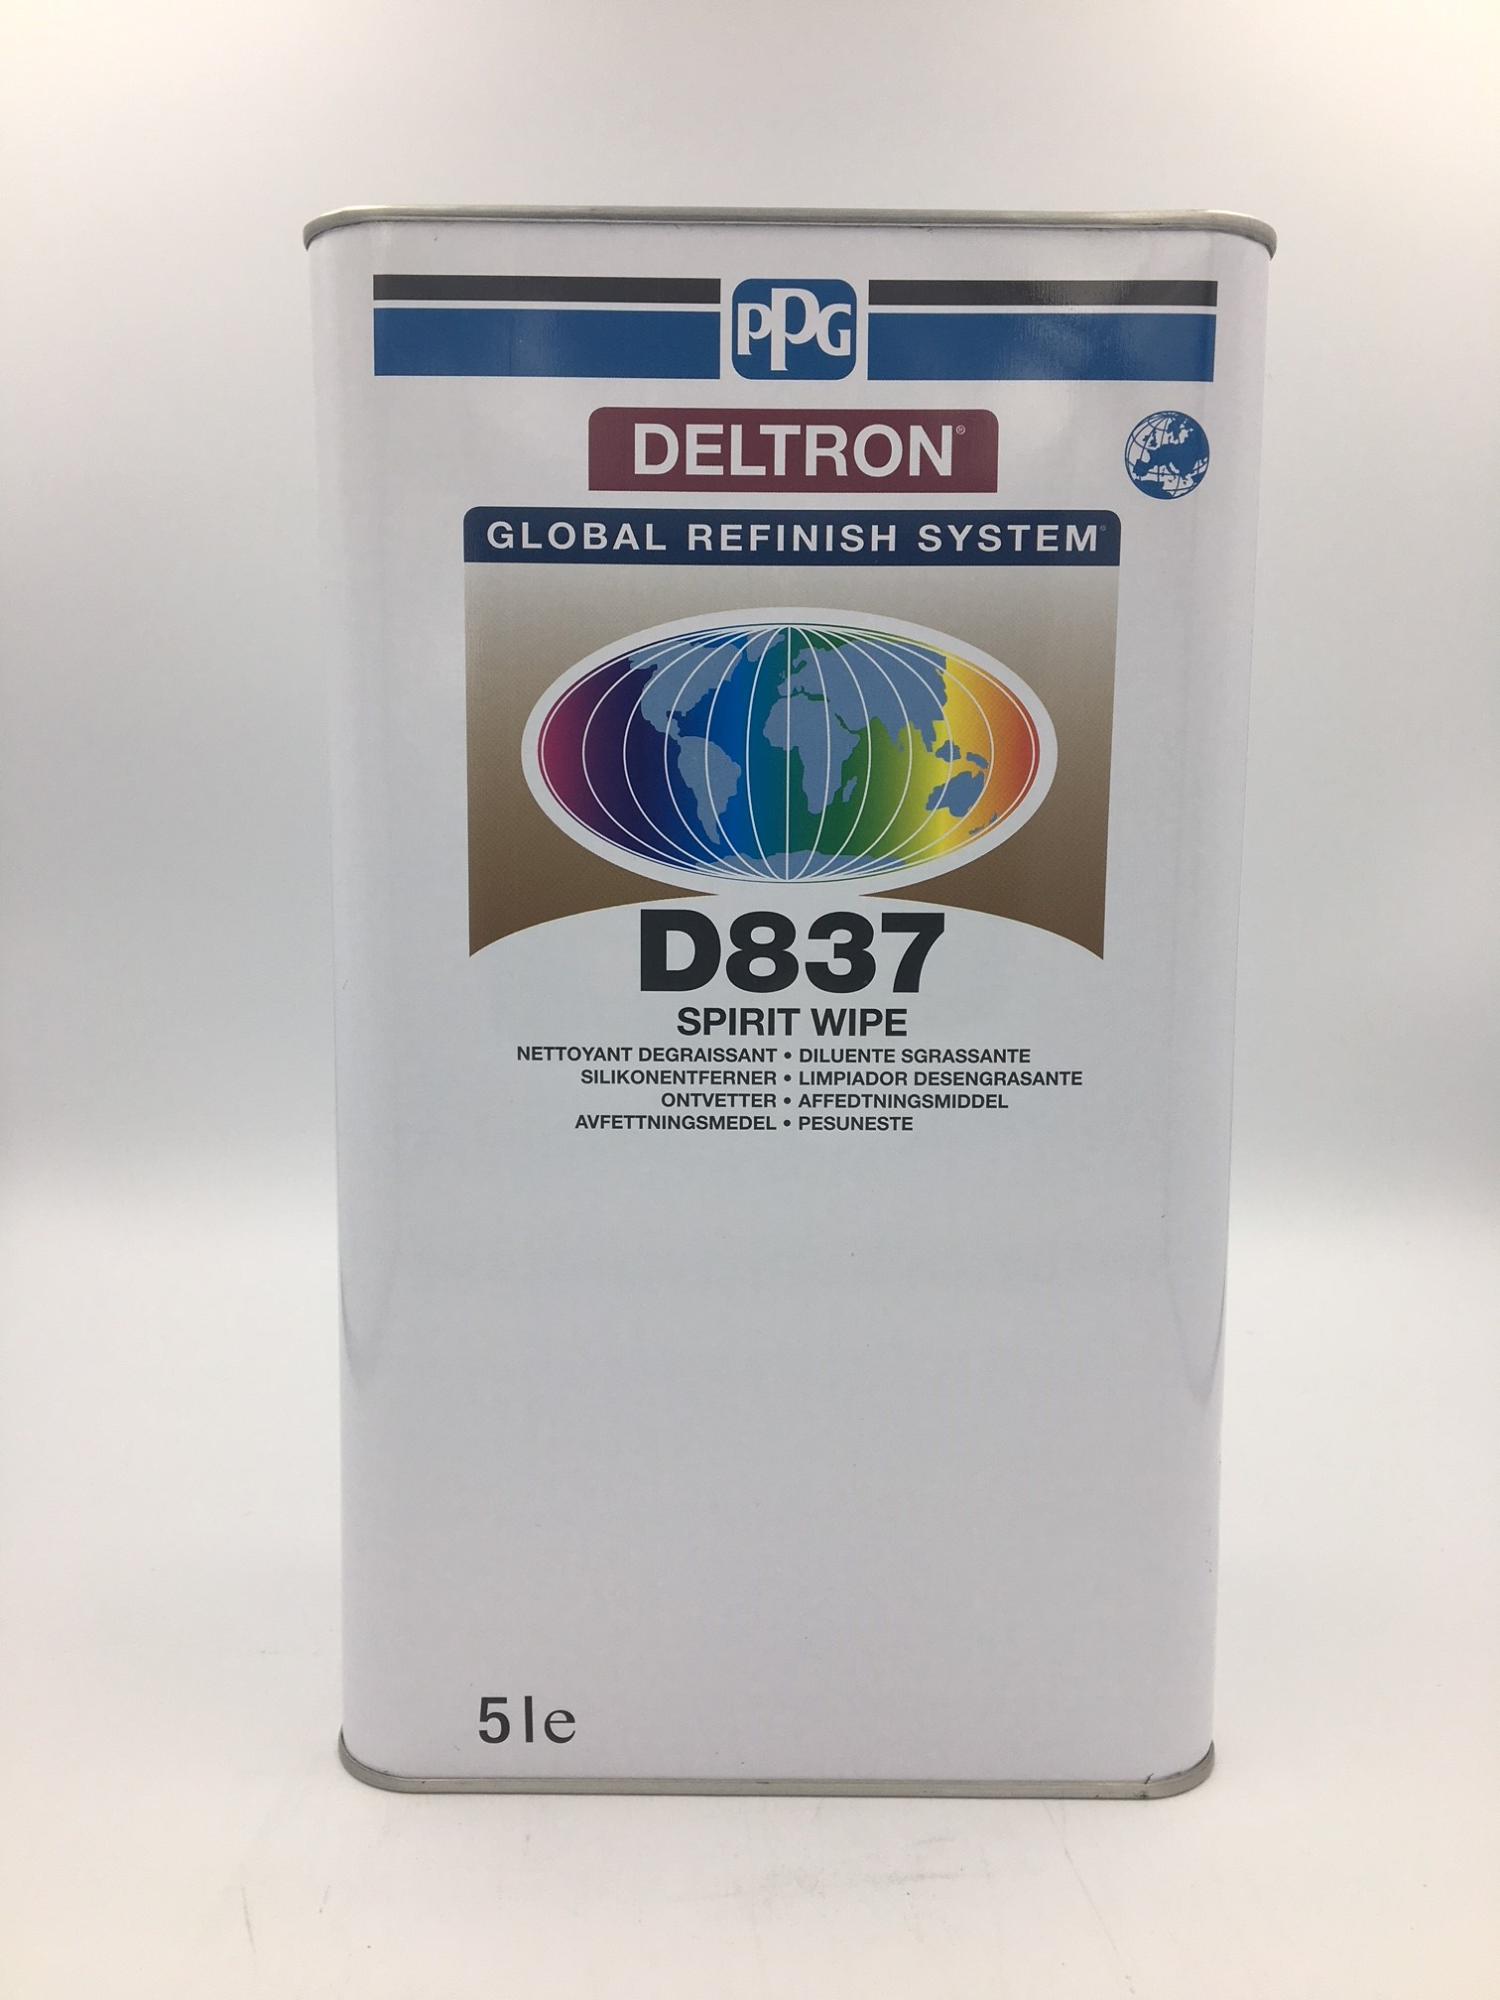 PPG
DELTRON®
GLOBAL REFINISH SYSTEM®
D837
SPIRIT WIPE
NETTOYANT DEGRAISSANT • DILUENTE SGRASSANTE
SILIKONENTFERNER • LIMPIADOR DESENGRASANTE
ONTVETTER • AFFEDTNINGSMIDDEL
AVFETTNINGSMEDEL • PESUNESTE
5 l e